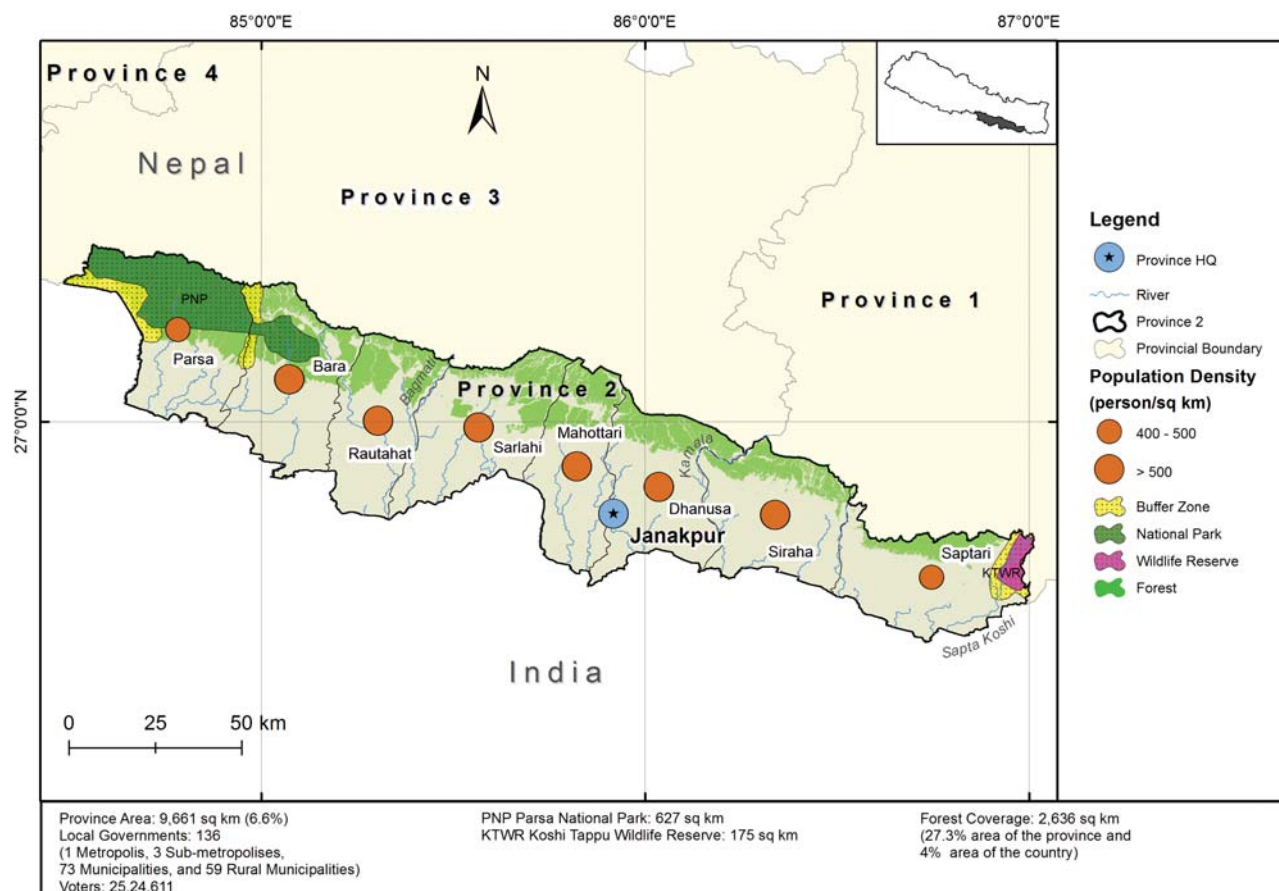 85°0'0"E
86°0'0"E
87°0'0"E
Province 4
N
Nepal
Province 3
Province 1
PNP
Parsa
Bara
Bagmati
Province 2
27°0'0"N
Rautahat
Sarlahi
Mahottari
Kamala
Dhanusa
Janakpur
Siraha
Saptari
KTWR
Sapta Koshi
India
0 25 50 km
Legend
Province HQ
River
Province 2
Provincial Boundary
Population Density
(person/sq km)
400 - 500
> 500
Buffer Zone
National Park
Wildlife Reserve
Forest
Province Area: 9,661 sq km (6.6%)
Local Governments: 136
(1 Metropolis, 3 Sub-metropolises,
73 Municipalities, and 59 Rural Municipalities)
Voters: 25,24,611
PNP Parsa National Park: 627 sq km
KTWR Koshi Tappu Wildlife Reserve: 175 sq km
Forest Coverage: 2,636 sq km
(27.3% area of the province and
4% area of the country)